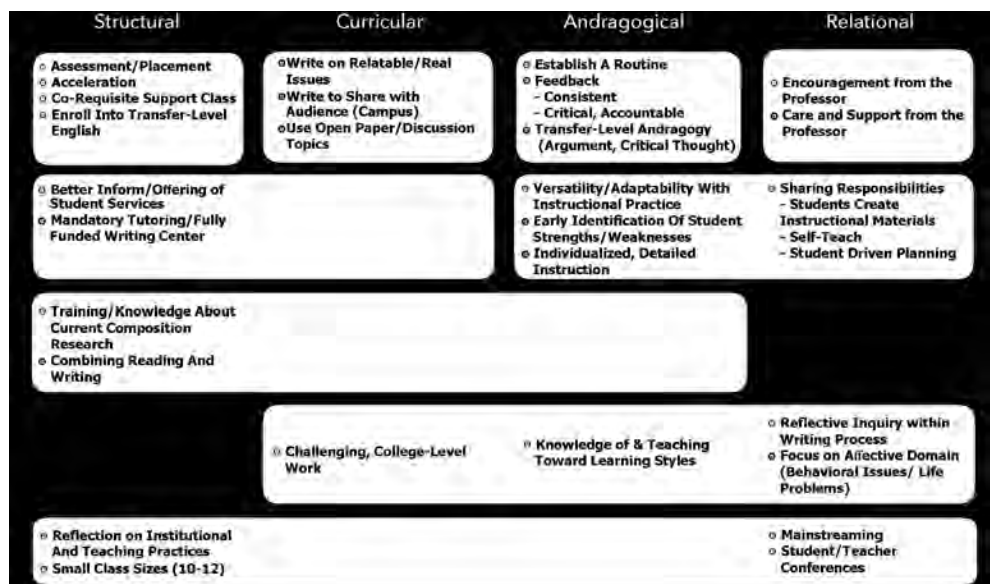 Structural
Curricular
Andragogical
Relational
Assessment/Placement
Acceleration
Co-Requisite Support Class
Enroll Into Transfer-Level
English
Write on Relatable/Real
Issues
Write to Share with
Audience (Campus)
Use Open Paper/Discussion
Topics
Establish A Routine
Feedback
– Consistent
– Critical, Accountable
Transfer-Level Andragogy
(Argument, Critical Thought)
Encouragement from the
Professor
Care and Support from the
Professor
Better Inform/Offering of
Student Services
Mandatory Tutoring/Fully
Funded Writing Center
Versatility/Adaptability With
Instructional Practice
Early Identification Of Student
Strengths/Weaknesses
Individualized, Detailed
Instruction
Sharing Responsibilities
– Students Create
Instructional Materials
– Self-Teach
– Student Driven Planning
Training/Knowledge About
Current Composition
Research
Combining Reading And
Writing
Challenging, College-Level
Work
Knowledge of & Teaching
Toward Learning Styles
Reflective Inquiry within
Writing Process
Focus on Affective Domain
(Behavioral Issues/ Life
Problems)
Reflection on Institutional
And Teaching Practices
Small Class Sizes (10-12)
Mainstreaming
Student/Teacher
Conferences